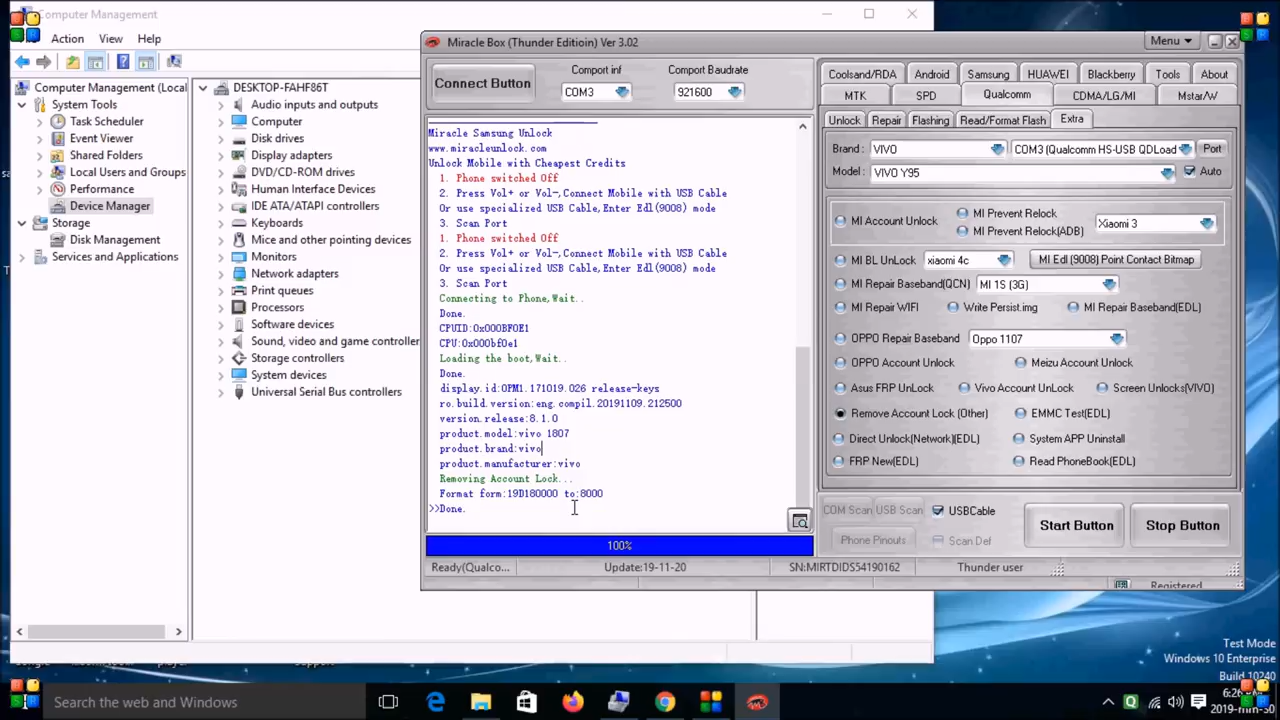 Computer Management
Action View Help
Computer Management (Local
System Tools
Task Scheduler
Event Viewer
Shared Folders
Local Users and Groups
Performance
Device Manager
Storage
Disk Management
Services and Applications
DESKTOP-FAHF86T
Audio inputs and outputs
Computer
Disk drives
Display adapters
DVD/CD-ROM drives
Human Interface Devices
IDE ATA/ATAPI controllers
Keyboards
Mice and other pointing devices
Monitors
Network adapters
Print queues
Processors
Software devices
Sound, video and game controller
Storage controllers
System devices
Universal Serial Bus controllers
Miracle Box (Thunder Editioin) Ver 3.02
Menu
Connect Button
Comport inf
COM3
Comport Baudrate
921600
Miracle Samsung Unlock
www.miracleunlock.com
Unlock Mobile with Cheapest Credits
1. Phone switched Off
2. Press Vol+ or Vol-,Connect Mobile with USB Cable
Or use specialized USB Cable,Enter Edl(9008) mode
3. Scan Port
1. Phone switched Off
2. Press Vol+ or Vol-,Connect Mobile with USB Cable
Or use specialized USB Cable,Enter Edl(9008) mode
3. Scan Port
Connecting to Phone,Wait..
Done.
CPUID:0x000BF0E1
CPU:0x000bf0e1
Loading the boot,Wait..
Done.
display.id:OPM1.171019.026 release-keys
ro.build.version:eng.compil.20191109.212500
version.release:8.1.0
product.model:vivo 1807
product.brand:vivo
product.manufacturer:vivo
Removing Account Lock...
Format form:19D180000 to:8000
>>Done.
100%
Ready(Qualco... Update:19-11-20 SN:MIRTDIDS54190162 Thunder user
Registered
Coolsand/RDA Android Samsung HUAWEI Blackberry Tools About
MTK SPD Qualcomm CDMA/LG/MI Mstar/W
Unlock Repair Flashing Read/Format Flash Extra
Brand : VIVO COM3 (Qualcomm HS-USB QDLoad Port
Model : VIVO Y95 Auto
MI Account Unlock MI Prevent Relock Xiaomi 3
MI Prevent Relock(ADB)
MI BL UnLock xiaomi 4c MI Edl (9008) Point Contact Bitmap
MI Repair Baseband(QCN) MI 1S (3G)
MI Repair WIFI Write Persist.img MI Repair Baseband(EDL)
OPPO Repair Baseband Oppo 1107
OPPO Account Unlock Meizu Account Unlock
Asus FRP UnLock Vivo Account UnLock Screen Unlocks(VIVO)
Remove Account Lock (Other) EMMC Test(EDL)
Direct Unlock(Network)(EDL) System APP Uninstall
FRP New(EDL) Read PhoneBook(EDL)
COM Scan USB Scan USBCable
Phone Pinouts Scan Def
Start Button Stop Button
Test Mode
Windows 10 Enterprise
Build 10240
Search the web and Windows